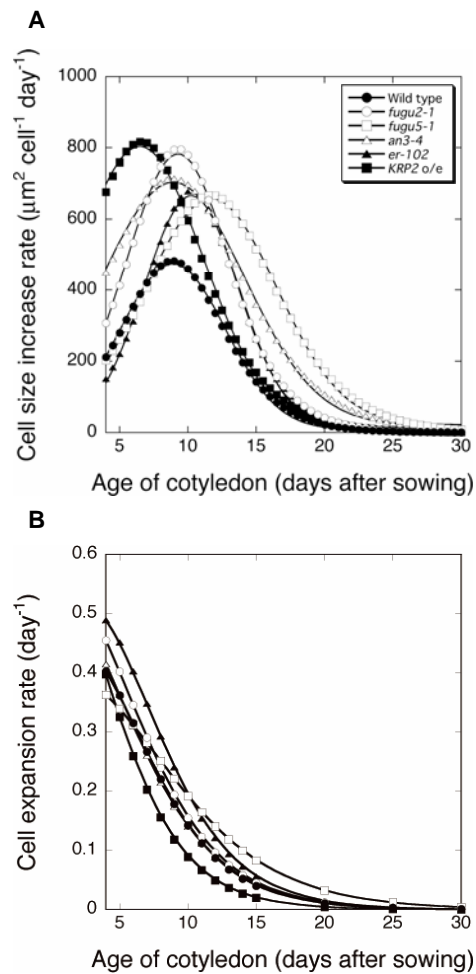 A
1000
800
600
400
200
0
Cell size increase rate (μm² cell⁻¹ day⁻¹)
Wild type
fugu2-1
fugu5-1
an3-4
er-102
KRP2 o/e
5 10 15 20 25 30
Age of cotyledon (days after sowing)
B
0.6
0.5
0.4
0.3
0.2
0.1
0
Cell expansion rate (day⁻¹)
5 10 15 20 25 30
Age of cotyledon (days after sowing)